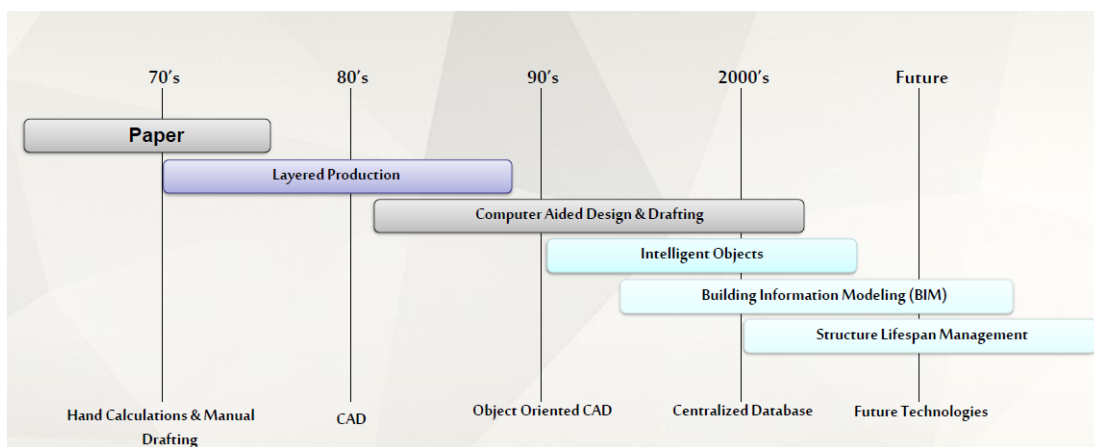 70's 80's 90's 2000's Future
Paper
Layered Production
Computer Aided Design & Drafting
Intelligent Objects
Building Information Modeling (BIM)
Structure Lifespan Management
Hand Calculations & Manual
Drafting
CAD
Object Oriented CAD
Centralized Database
Future Technologies